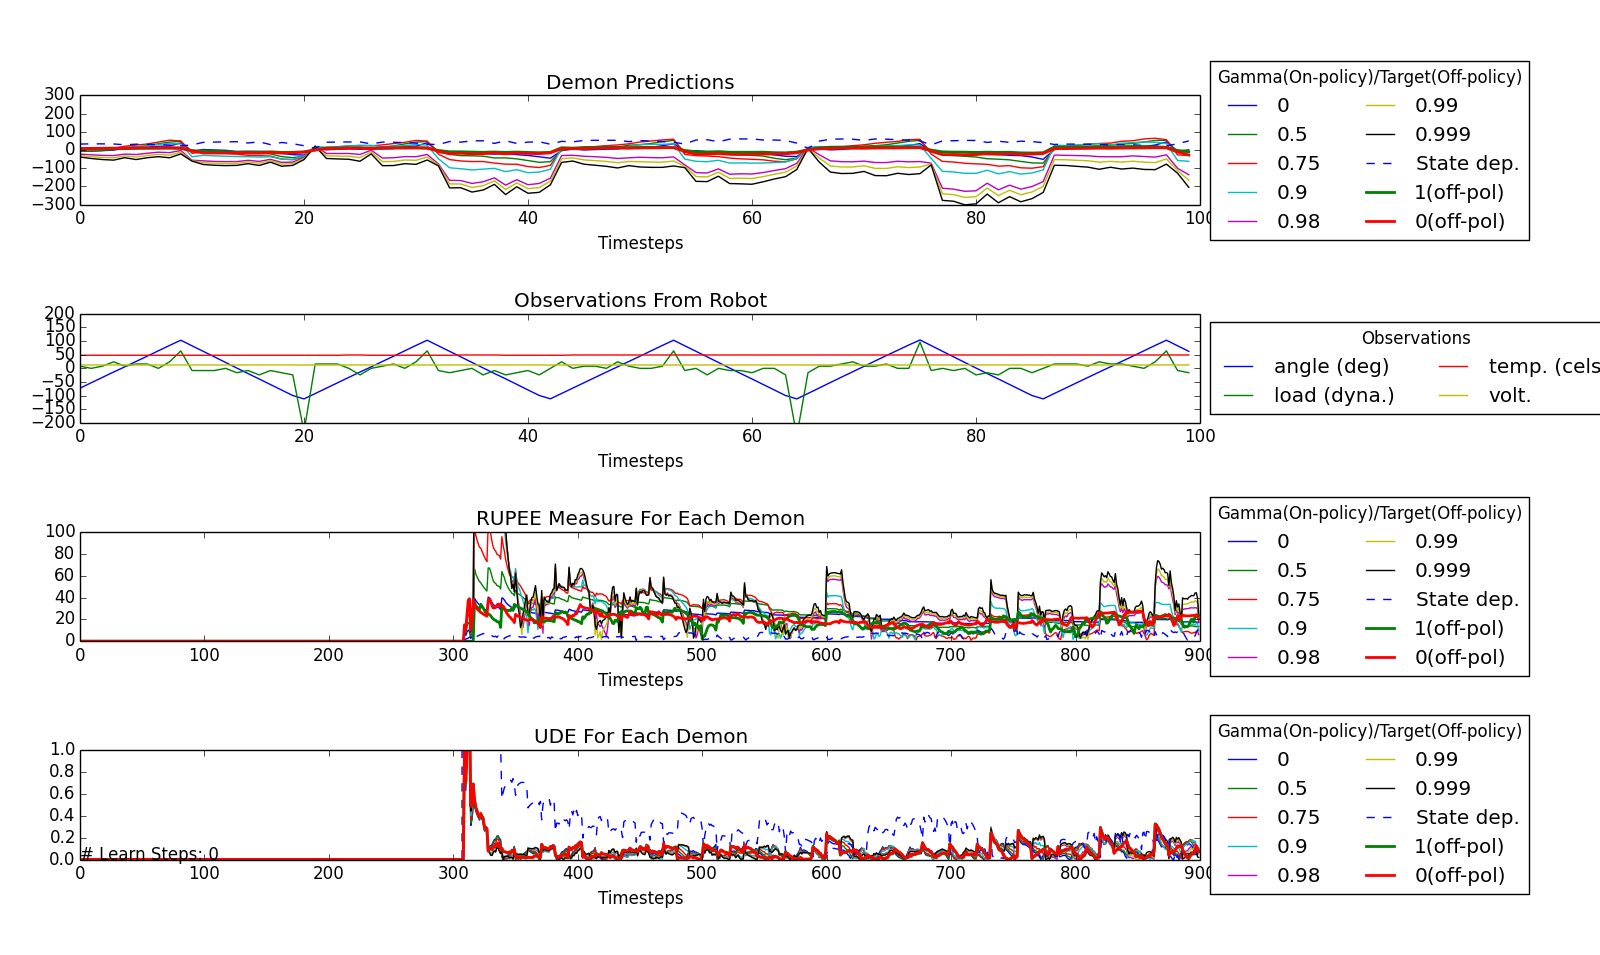 Demon Predictions
300
200
100
0
−100
−200
−300
0 20 40 60 80 100
Timesteps
Gamma(On-policy)/Target(Off-policy)
0 0.99
0.5 0.999
0.75 State dep.
0.9 1(off-pol)
0.98 0(off-pol)
Observations From Robot
200
150
100
50
0
−50
−100
−150
−200
0 20 40 60 80 100
Timesteps
Observations
angle (deg) temp. (cels
load (dyna.) volt.
RUPEE Measure For Each Demon
100
80
60
40
20
0
0 100 200 300 400 500 600 700 800 900
Timesteps
Gamma(On-policy)/Target(Off-policy)
0 0.99
0.5 0.999
0.75 State dep.
0.9 1(off-pol)
0.98 0(off-pol)
UDE For Each Demon
1.0
0.8
0.6
0.4
0.2
0.0
# Learn Steps: 0
0 100 200 300 400 500 600 700 800 900
Timesteps
Gamma(On-policy)/Target(Off-policy)
0 0.99
0.5 0.999
0.75 State dep.
0.9 1(off-pol)
0.98 0(off-pol)